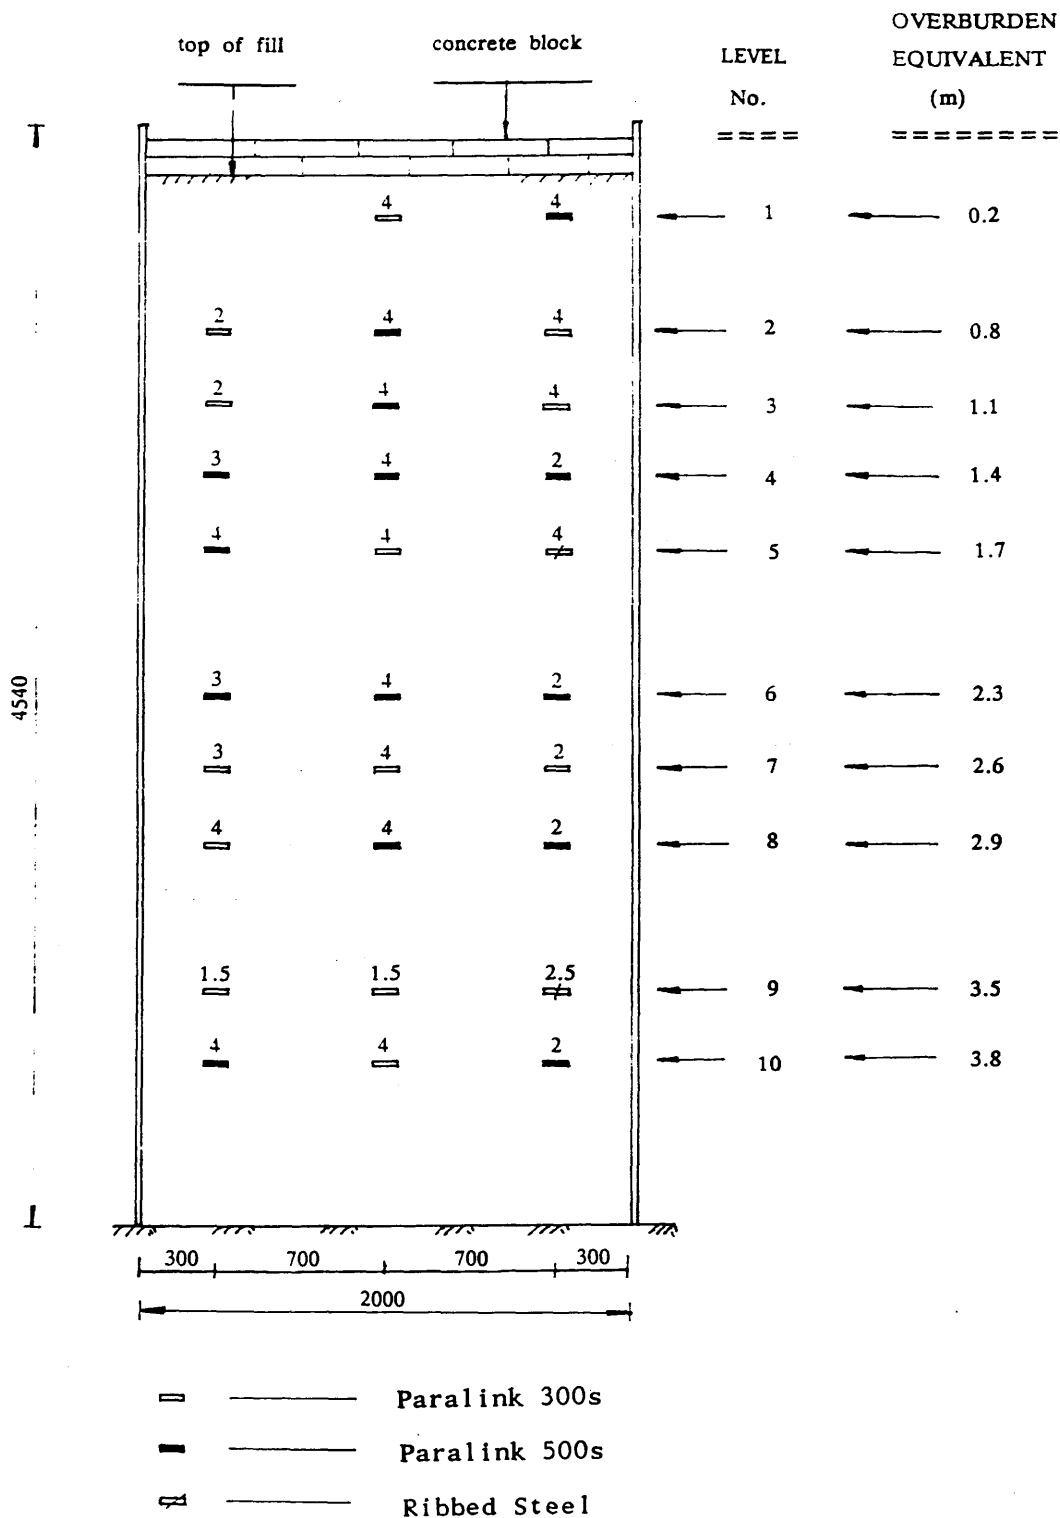 OVERBURDEN
top of fill concrete block LEVEL EQUIVALENT
No. (m)
==== ========
4 4 1 0.2
2 4 4 2 0.8
2 4 4 3 1.1
3 4 2 4 1.4
4 4 4 5 1.7
4540
3 4 2 6 2.3
3 4 2 7 2.6
4 4 2 8 2.9
1.5 1.5 2.5 9 3.5
4 4 2 10 3.8
300 700 700 300
2000
Paralink 300s
Paralink 500s
Ribbed Steel